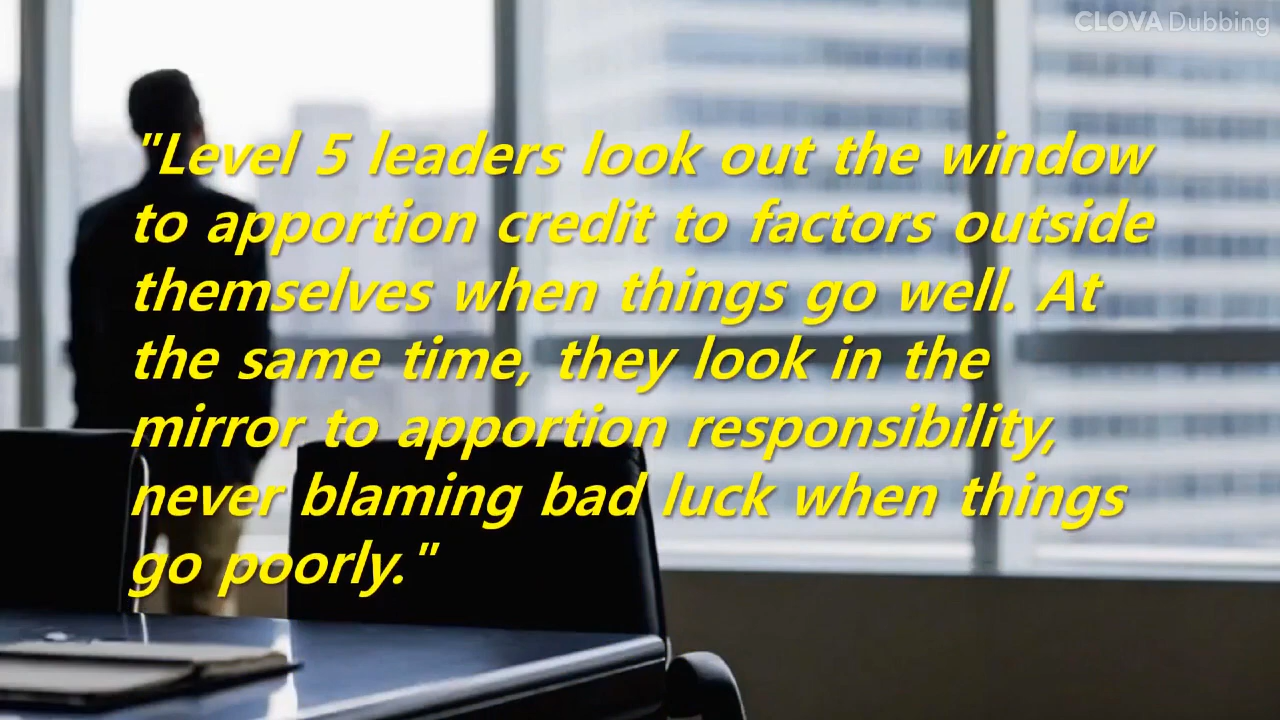 CLOVA Dubbing
"Level 5 leaders look out the window
to apportion credit to factors outside
themselves when things go well. At
the same time, they look in the
mirror to apportion responsibility,
never blaming bad luck when things
go poorly."